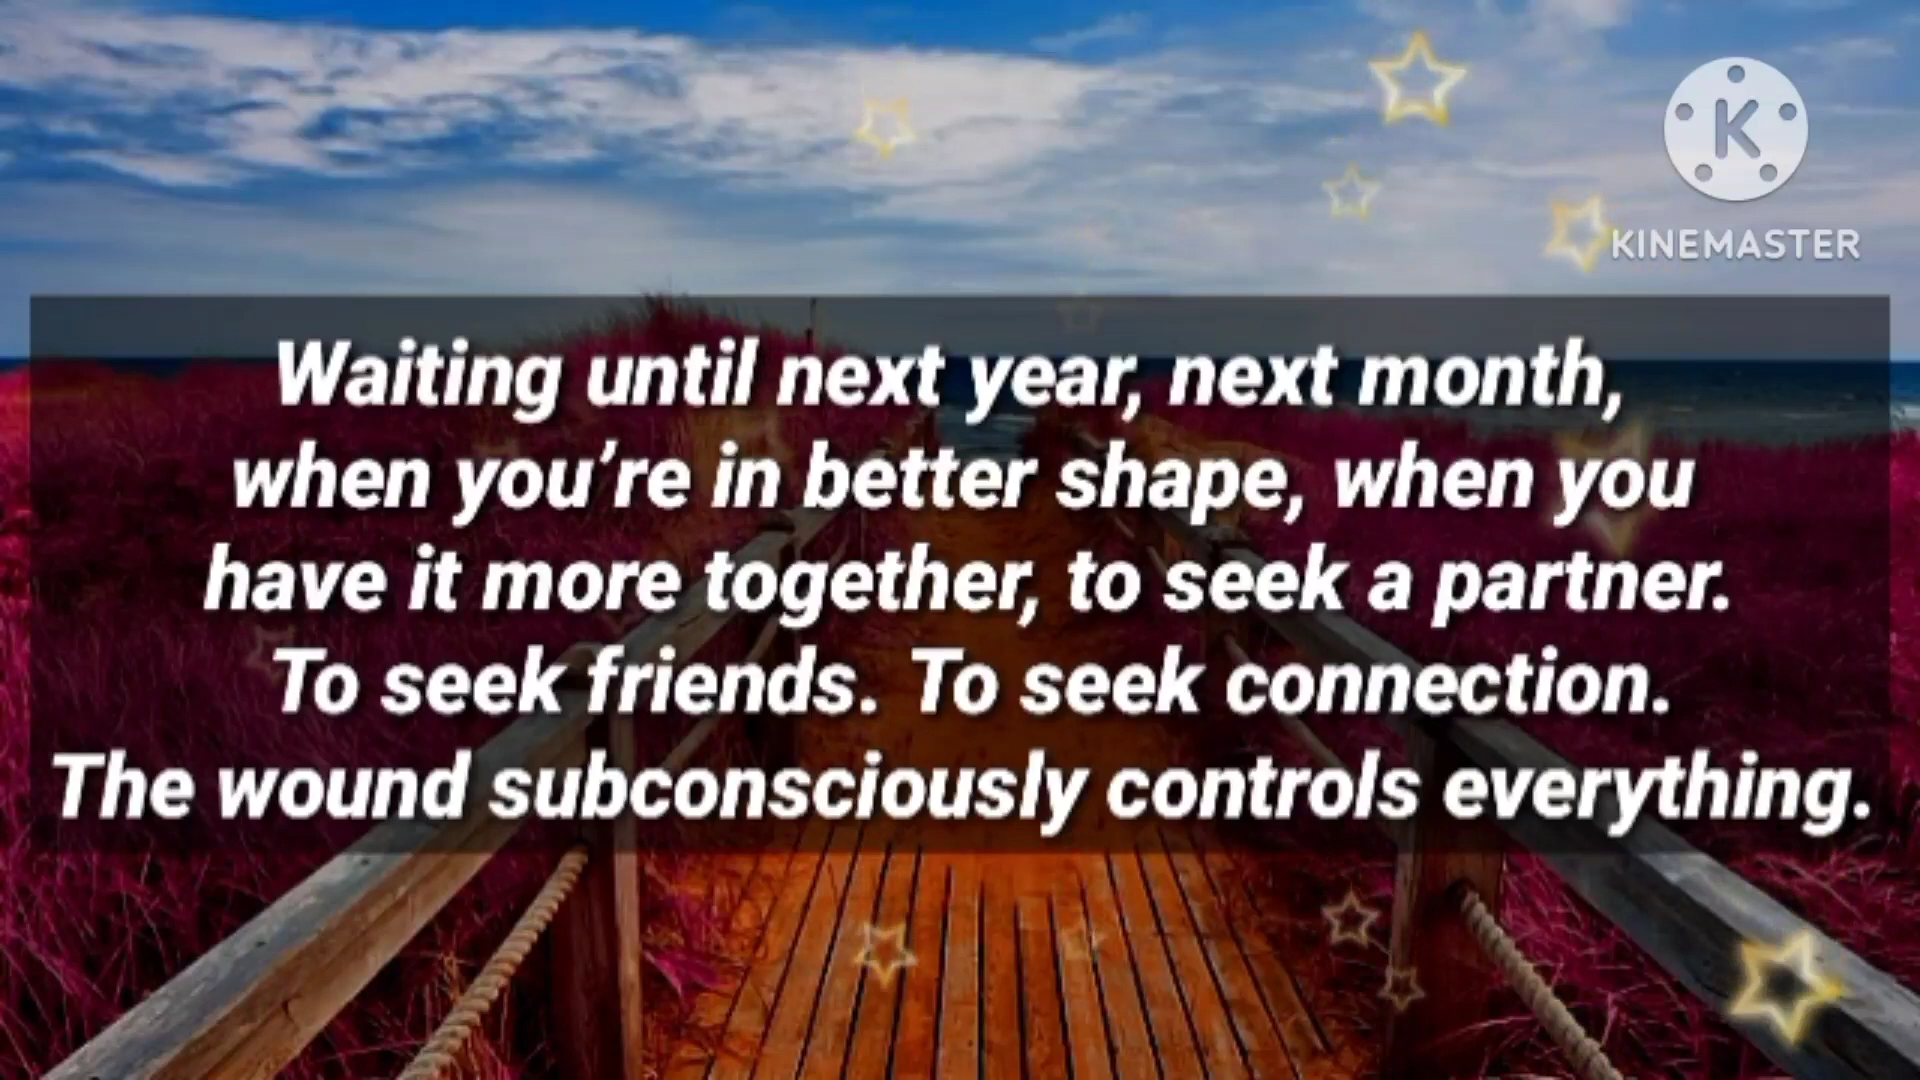 K
KINEMASTER
Waiting until next year, next month,
when you’re in better shape, when you
have it more together, to seek a partner.
To seek friends. To seek connection.
The wound subconsciously controls everything.